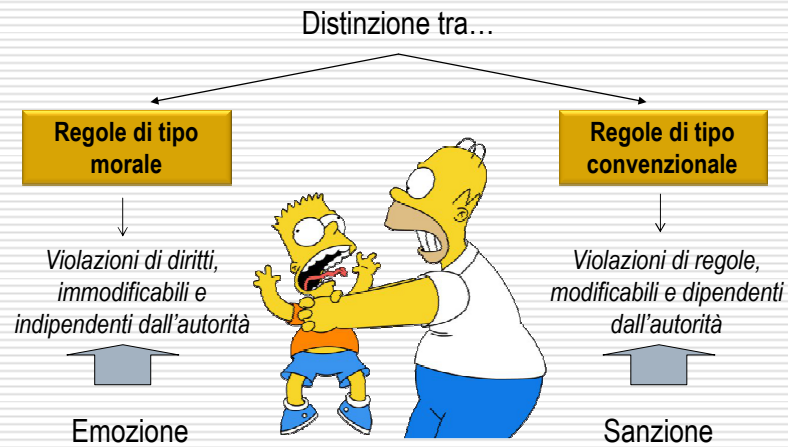 Distinzione tra…
Regole di tipo
morale
Violazioni di diritti,
immodificabili e
indipendenti dall'autorità
Emozione
Regole di tipo
convenzionale
Violazioni di regole,
modificabili e dipendenti
dall'autorità
Sanzione